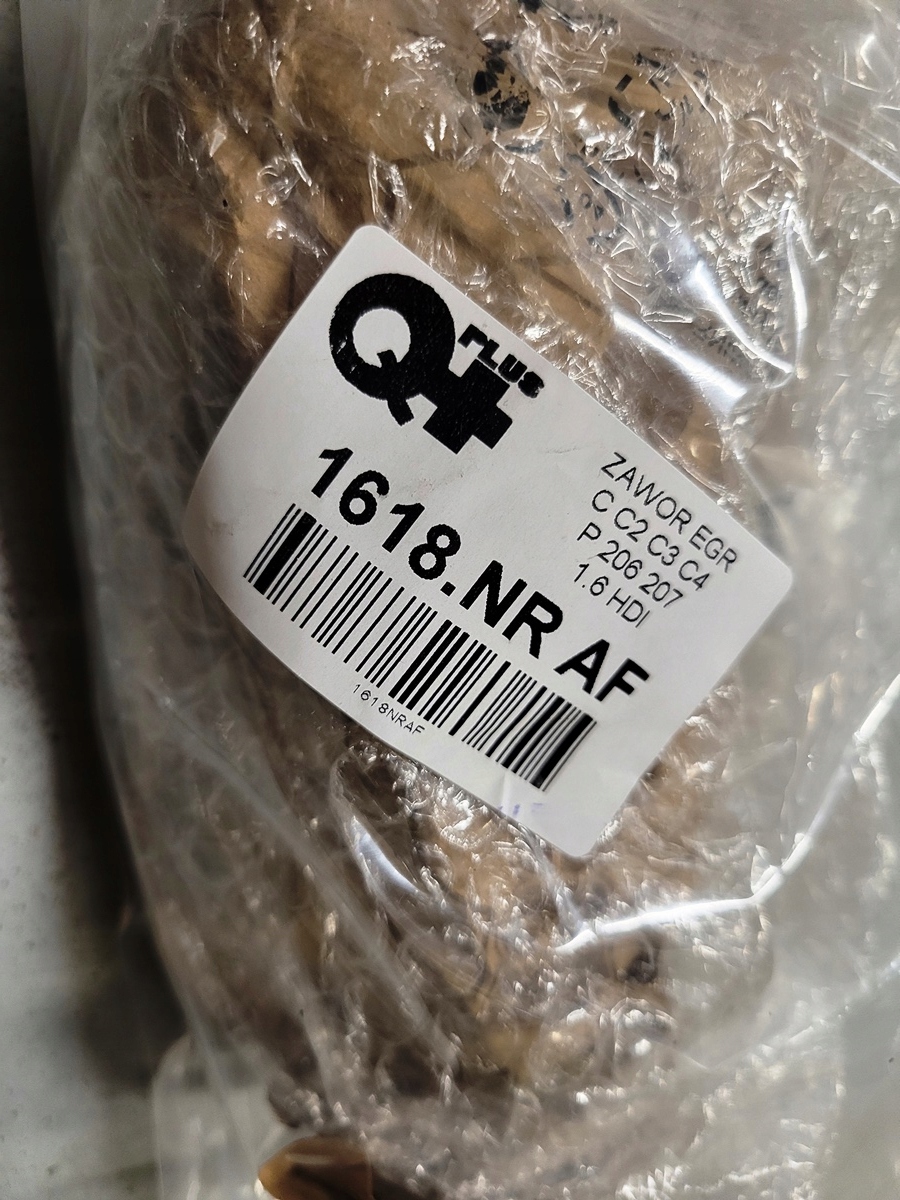 Q PLUS
ZAWOR EGR
C C2 C3 C4
P 206 207
1.6 HDI
1618.NR AF
1618NRAF